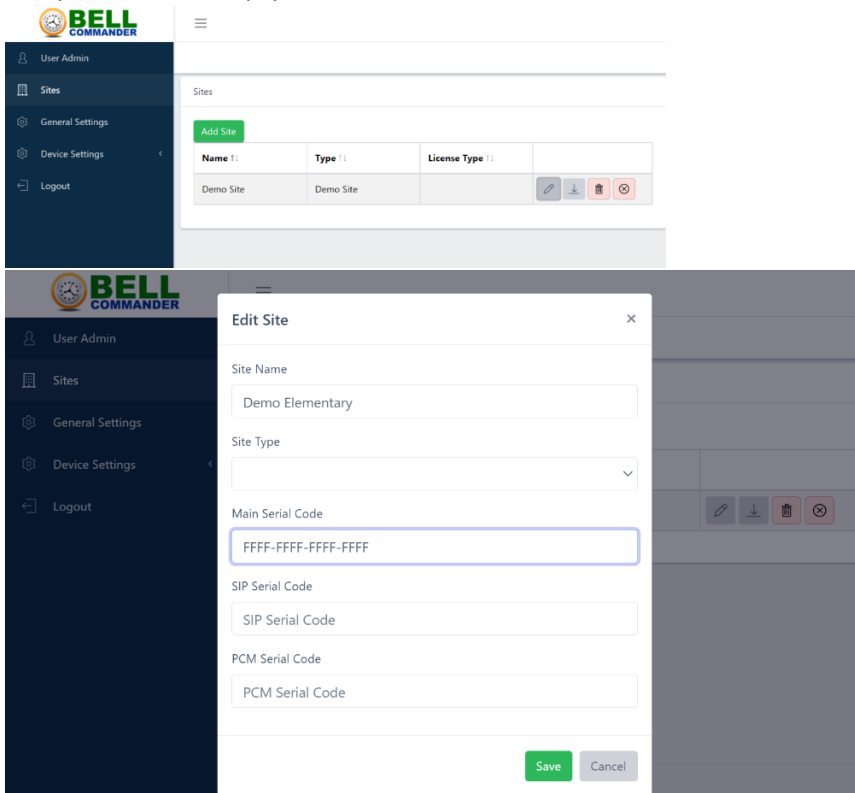 BELL
COMMANDER
User Admin
Sites
General Settings
Device Settings
Logout
Sites
Add Site
Name Type License Type
Demo Site Demo Site
BELL
COMMANDER
User Admin
Sites
General Settings
Device Settings
Logout
Edit Site
Site Name
Demo Elementary
Site Type
Main Serial Code
FFFF-FFFF-FFFF-FFFF
SIP Serial Code
SIP Serial Code
PCM Serial Code
PCM Serial Code
Save Cancel